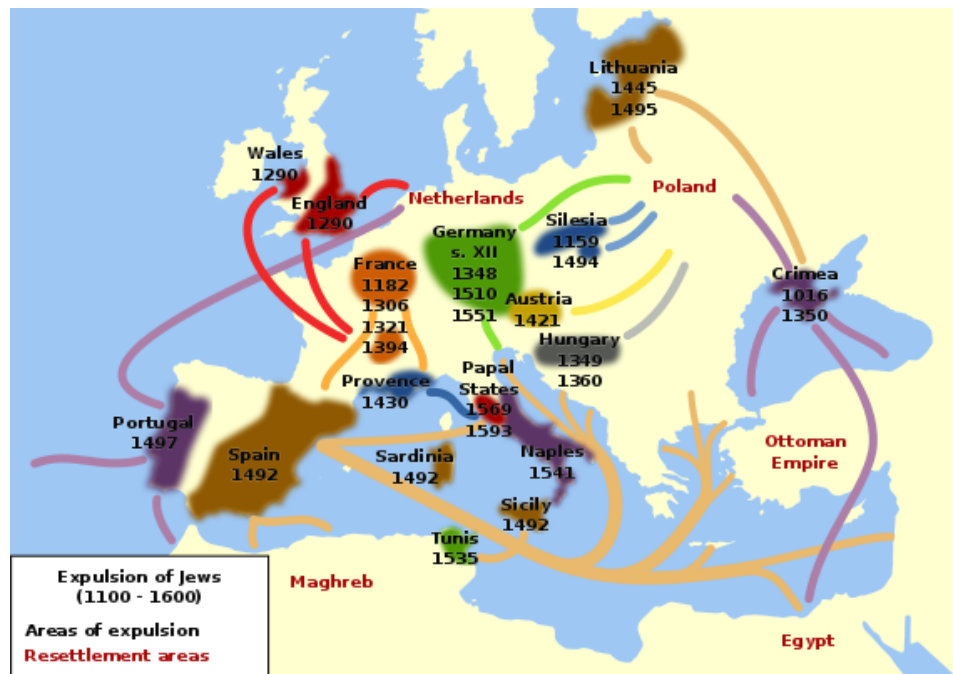 Lithuania
1445
1495
Wales
1290
England
1290
Netherlands
Poland
Germany
s. XII
1348
1510
1551
Silesia
1159
1494
France
1182
1306
1321
1394
Austria
1421
Crimea
1016
1350
Hungary
1349
1360
Provence
1430
Papal
States
1569
1593
Portugal
1497
Spain
1492
Sardinia
1492
Naples
1541
Ottoman
Empire
Sicily
1492
Tunis
1535
Maghreb
Egypt
Expulsion of Jews
(1100 - 1600)
Areas of expulsion
Resettlement areas